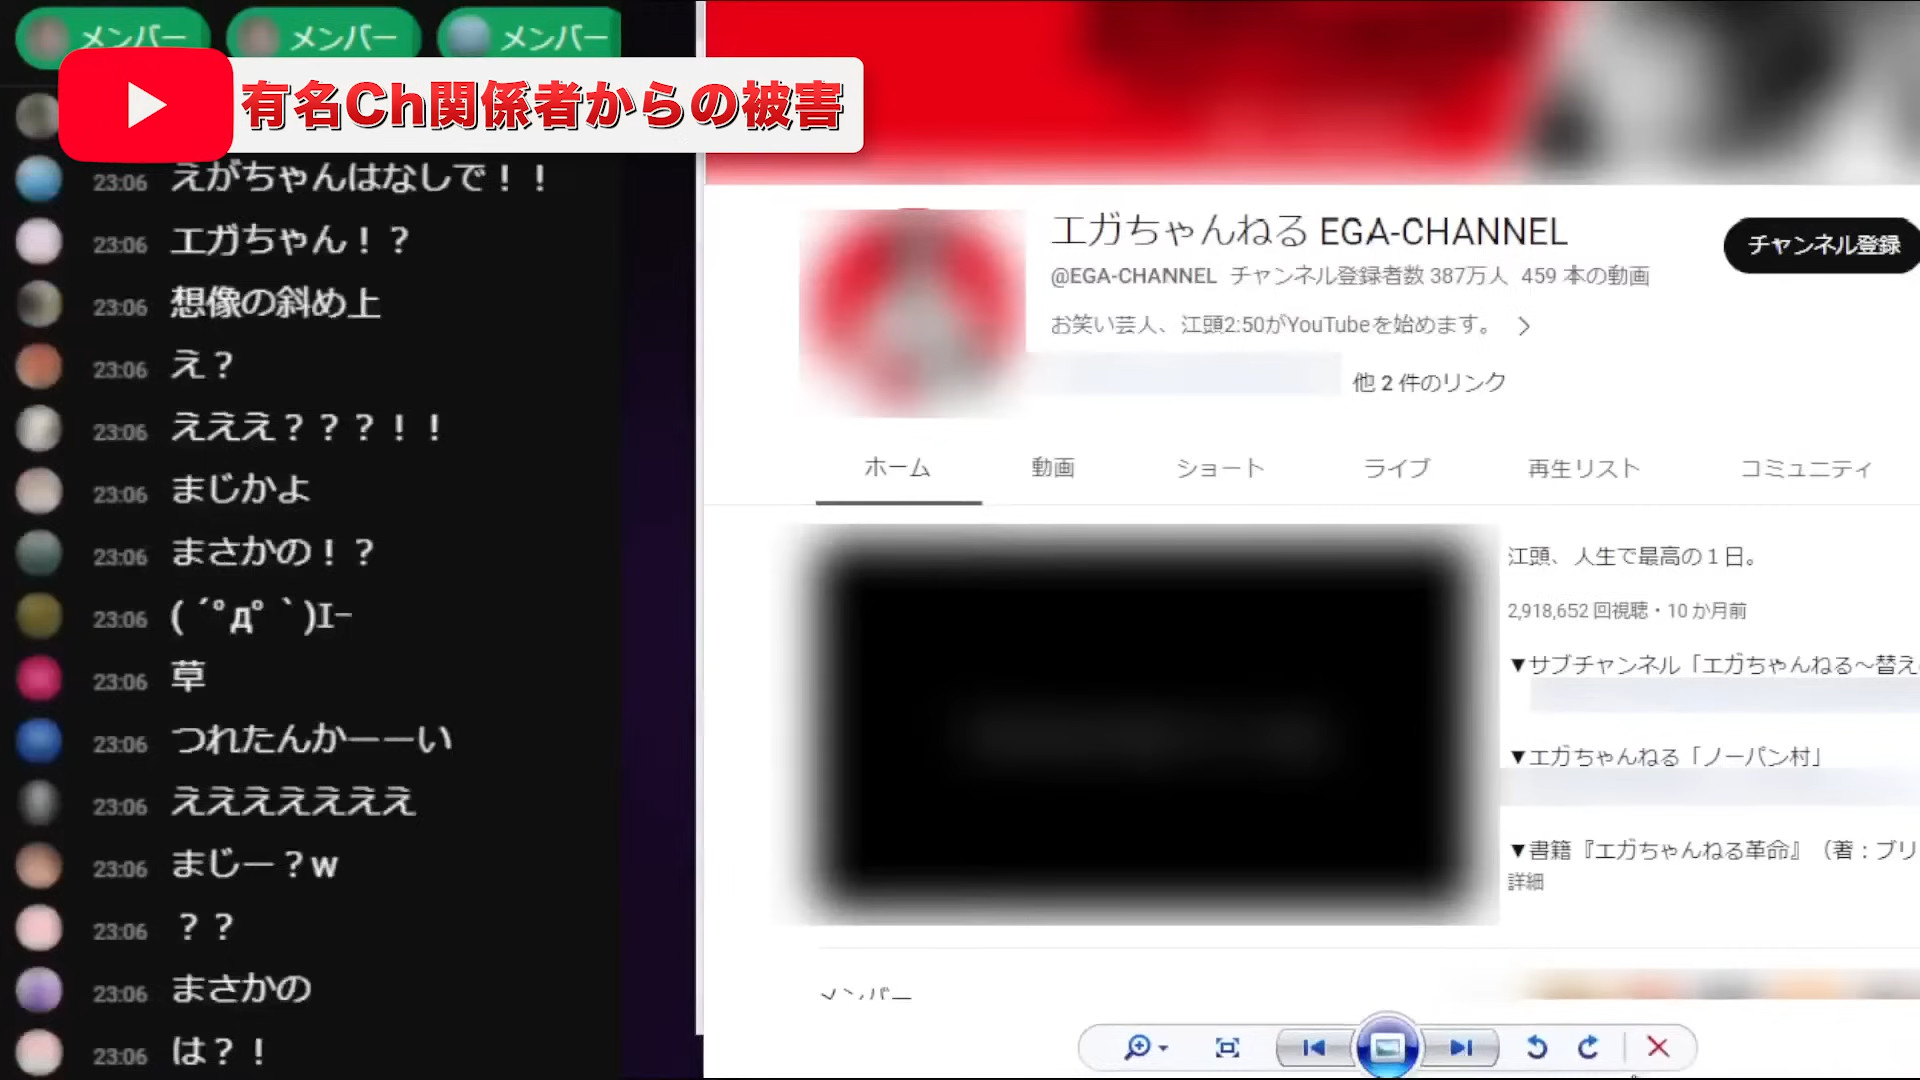 メンバー
メンバー
メンバー
有名Ch関係者からの被害
23:06 えがちゃんはなしで！！
23:06 エガちゃん！？
23:06 想像の斜め上
23:06 え？
23:06 えええ？？？！！
23:06 まじかよ
23:06 まさかの！？
23:06 ( ´º дº ｀)ｴｰ
23:06 草
23:06 つれたんかーーい
23:06 えええええええ
23:06 まじー？w
23:06 ？？
23:06 まさかの
23:06 は？！
エガちゃんねる EGA-CHANNEL
チャンネル登録
@EGA-CHANNEL チャンネル登録者数 387万人 459 本の動画
お笑い芸人、江頭2:50がYouTubeを始めます。
他 2 件のリンク
ホーム 動画 ショート ライブ 再生リスト コミュニティ
江頭、人生で最高の１日。
2,918,652 回視聴・10 か月前
▼サブチャンネル「エガちゃんねる～替え
▼エガちゃんねる「ノーパン村」
▼書籍『エガちゃんねる革命』（著：ブリ
詳細
メンバー